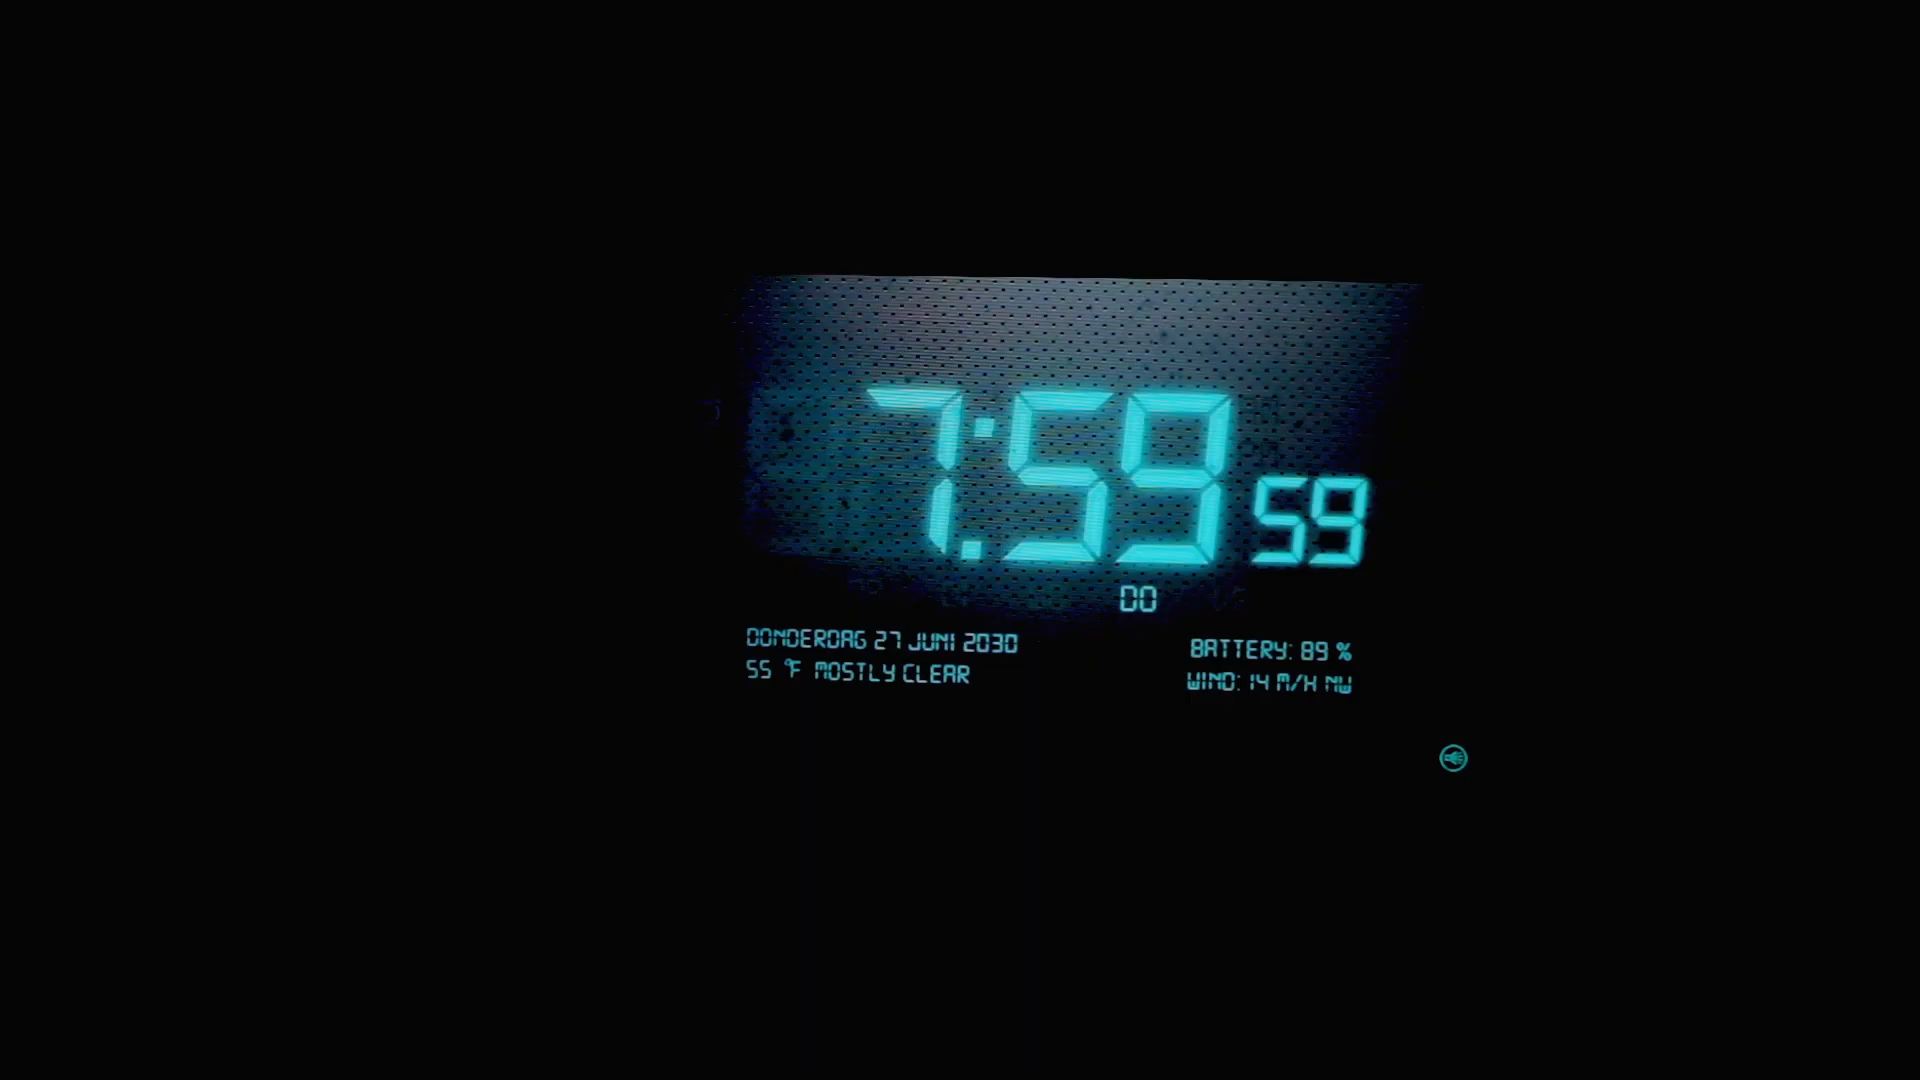 7:59 59
DO
DONDERDAG 27 JUNI 2030
55 °F MOSTLY CLEAR
BATTERY: 89 %
WIND: 14 M/H NW